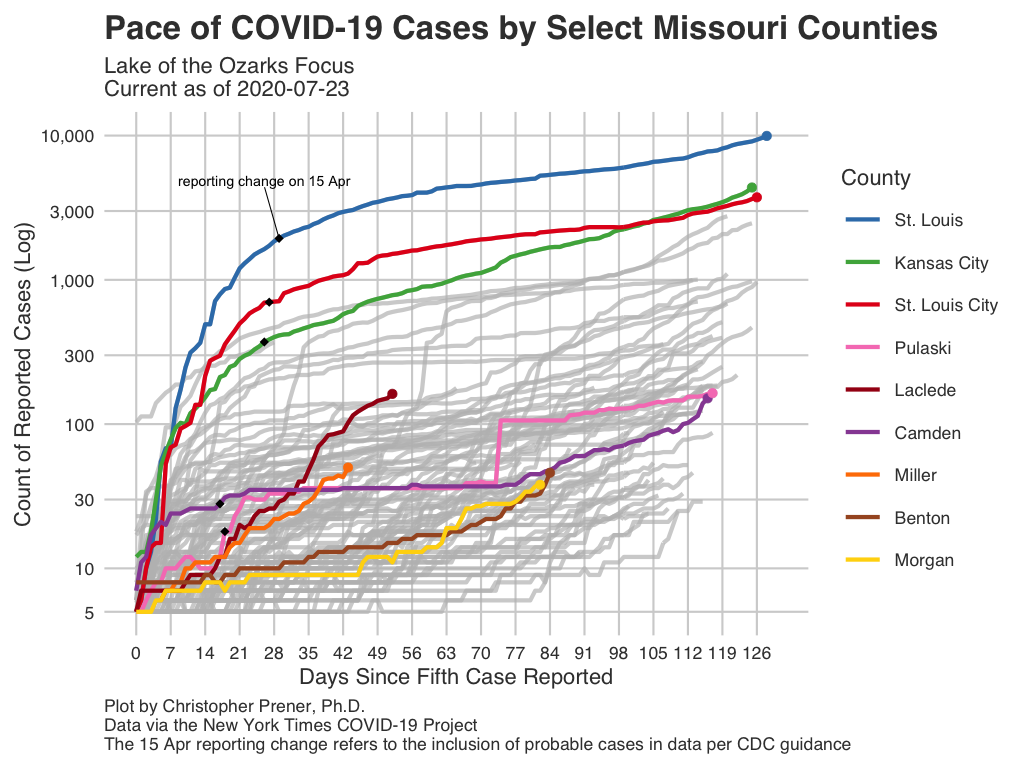 Pace of COVID-19 Cases by Select Missouri Counties
Lake of the Ozarks Focus
Current as of 2020-07-23
Count of Reported Cases (Log)
10,000
3,000
1,000
300
100
30
10
5
reporting change on 15 Apr
0 7 14 21 28 35 42 49 56 63 70 77 84 91 98 105 112 119 126
Days Since Fifth Case Reported
County
St. Louis
Kansas City
St. Louis City
Pulaski
Laclede
Camden
Miller
Benton
Morgan
Plot by Christopher Prener, Ph.D.
Data via the New York Times COVID-19 Project
The 15 Apr reporting change refers to the inclusion of probable cases in data per CDC guidance